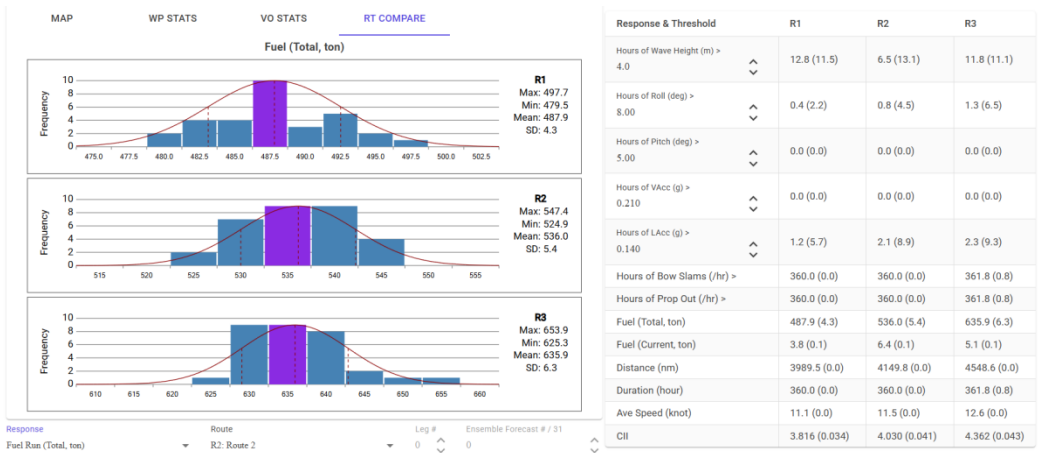 MAP WP STATS VO STATS RT COMPARE
Fuel (Total, ton)
Frequency
10
8
6
4
2
0
475.0 477.5 480.0 482.5 485.0 487.5 490.0 492.5 495.0 497.5 500.0 502.5
R1
Max: 497.7
Min: 479.5
Mean: 487.9
SD: 4.3
Frequency
10
8
6
4
2
0
515 520 525 530 535 540 545 550 555
R2
Max: 547.4
Min: 524.9
Mean: 536.0
SD: 5.4
Frequency
10
8
6
4
2
0
610 615 620 625 630 635 640 645 650 655 660
R3
Max: 653.9
Min: 625.3
Mean: 635.9
SD: 6.3
Response Route Leg # Ensemble Forecast # / 31
Fuel Run (Total, ton) R2: Route 2 0 0
Response & Threshold R1 R2 R3
Hours of Wave Height (m) >
4.0 12.8 (11.5) 6.5 (13.1) 11.8 (11.1)
Hours of Roll (deg) >
8.00 0.4 (2.2) 0.8 (4.5) 1.3 (6.5)
Hours of Pitch (deg) >
5.00 0.0 (0.0) 0.0 (0.0) 0.0 (0.0)
Hours of VAcc (g) >
0.210 0.0 (0.0) 0.0 (0.0) 0.0 (0.0)
Hours of LAcc (g) >
0.140 1.2 (5.7) 2.1 (8.9) 2.3 (9.3)
Hours of Bow Slams (/hr) > 360.0 (0.0) 360.0 (0.0) 361.8 (0.8)
Hours of Prop Out (/hr) > 360.0 (0.0) 360.0 (0.0) 361.8 (0.8)
Fuel (Total, ton) 487.9 (4.3) 536.0 (5.4) 635.9 (6.3)
Fuel (Current, ton) 3.8 (0.1) 6.4 (0.1) 5.1 (0.1)
Distance (nm) 3989.5 (0.0) 4149.8 (0.0) 4548.6 (0.0)
Duration (hour) 360.0 (0.0) 360.0 (0.0) 361.8 (0.8)
Ave Speed (knot) 11.1 (0.0) 11.5 (0.0) 12.6 (0.0)
CII 3.816 (0.034) 4.030 (0.041) 4.362 (0.043)